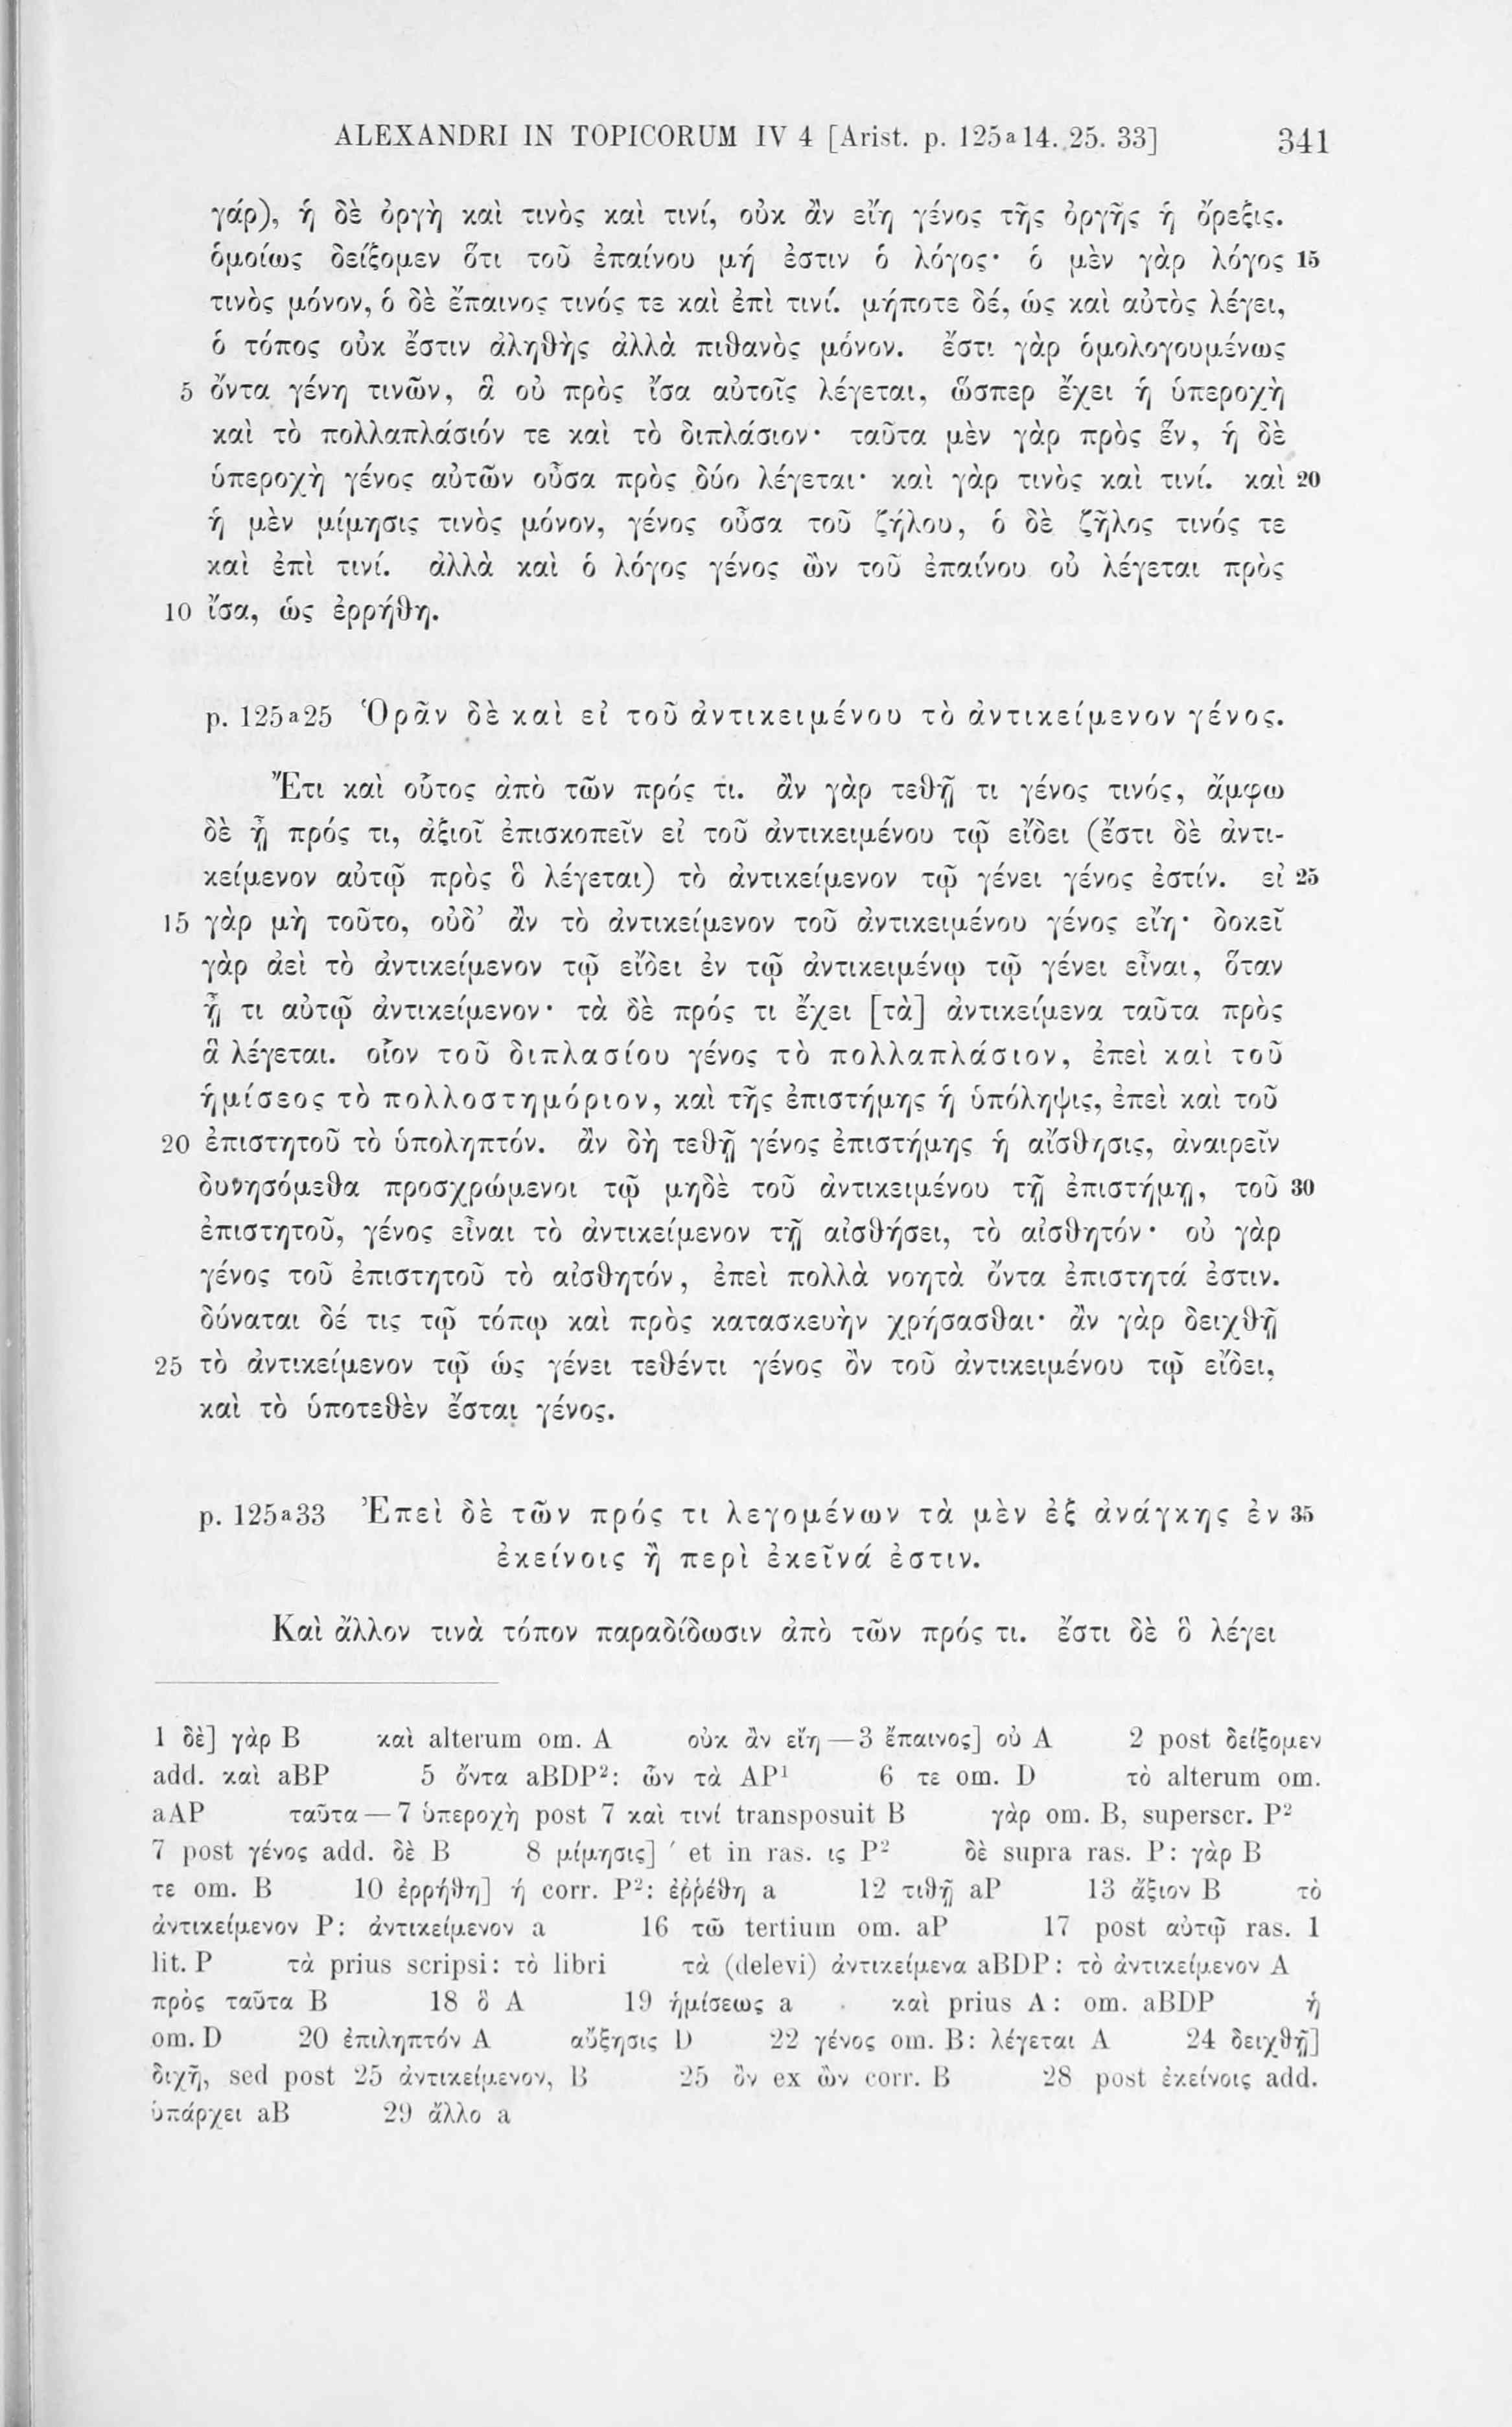 ALEXANDRI IN TOPICORUM IV 4 [Arist. p. 125a14. 25. 33] 341
γάρ), ἡ δὲ ὀργὴ καὶ τινὸς καὶ τινί, οὐκ ἂν εἴη γένος τῆς ὀργῆς ἡ ὄρεξις.
ὁμοίως δείξομεν ὅτι τοῦ ἐπαίνου μή ἐστιν ὁ λόγος· ὁ μὲν γὰρ λόγος 15
τινὸς μόνον, ὁ δὲ ἔπαινος τινός τε καὶ ἐπὶ τινί. μήποτε δέ, ὡς καὶ αὐτὸς λέγει,
ὁ τόπος οὐκ ἔστιν ἀληθὴς ἀλλὰ πιθανὸς μόνον. ἔστι γὰρ ὁμολογουμένως
5 ὄντα γένη τινῶν, ἃ οὐ πρὸς ἴσα αὐτοῖς λέγεται, ὥσπερ ἔχει ἡ ὑπεροχὴ
καὶ τὸ πολλαπλάσιόν τε καὶ τὸ διπλάσιον· ταῦτα μὲν γὰρ πρὸς ἕν, ἡ δὲ
ὑπεροχὴ γένος αὐτῶν οὖσα πρὸς δύο λέγεται· καὶ γὰρ τινὸς καὶ τινί. καὶ 20
ἡ μὲν μίμησις τινὸς μόνον, γένος οὖσα τοῦ ζήλου, ὁ δὲ ζῆλος τινός τε
καὶ ἐπὶ τινί. ἀλλὰ καὶ ὁ λόγος γένος ὢν τοῦ ἐπαίνου οὐ λέγεται πρὸς
10 ἴσα, ὡς ἐρρήθη.
p. 125a25 Ὁρᾶν δὲ καὶ εἰ τοῦ ἀντικειμένου τὸ ἀντικείμενον γένος.
Ἔτι καὶ οὗτος ἀπὸ τῶν πρός τι. ἂν γὰρ τεθῇ τι γένος τινός, ἄμφω
δὲ ᾖ πρός τι, ἀξιοῖ ἐπισκοπεῖν εἰ τοῦ ἀντικειμένου τῷ εἴδει (ἔστι δὲ ἀντι-
κείμενον αὐτῷ πρὸς ὃ λέγεται) τὸ ἀντικείμενον τῷ γένει γένος ἐστίν. εἰ 25
15 γὰρ μὴ τοῦτο, οὐδ’ ἂν τὸ ἀντικείμενον τοῦ ἀντικειμένου γένος εἴη· δοκεῖ
γὰρ ἀεὶ τὸ ἀντικείμενον τῷ εἴδει ἐν τῷ ἀντικειμένῳ τῷ γένει εἶναι, ὅταν
ᾖ τι αὐτῷ ἀντικείμενον· τὰ δὲ πρός τι ἔχει [τὰ] ἀντικείμενα ταῦτα πρὸς
ἃ λέγεται. οἷον τοῦ διπλασίου γένος τὸ πολλαπλάσιον, ἐπεὶ καὶ τοῦ
ἡμίσεος τὸ πολλοστημόριον, καὶ τῆς ἐπιστήμης ἡ ὑπόληψις, ἐπεὶ καὶ τοῦ
20 ἐπιστητοῦ τὸ ὑποληπτόν. ἂν δὴ τεθῇ γένος ἐπιστήμης ἡ αἴσθησις, ἀναιρεῖν
δυνησόμεθα προσχρώμενοι τῷ μηδὲ τοῦ ἀντικειμένου τῇ ἐπιστήμῃ, τοῦ 30
ἐπιστητοῦ, γένος εἶναι τὸ ἀντικείμενον τῇ αἰσθήσει, τὸ αἰσθητόν· οὐ γὰρ
γένος τοῦ ἐπιστητοῦ τὸ αἰσθητόν, ἐπεὶ πολλὰ νοητὰ ὄντα ἐπιστητά ἐστιν.
δύναται δέ τις τῷ τόπῳ καὶ πρὸς κατασκευὴν χρήσασθαι· ἂν γὰρ δειχθῇ
25 τὸ ἀντικείμενον τῷ ὡς γένει τεθέντι γένος ὂν τοῦ ἀντικειμένου τῷ εἴδει,
καὶ τὸ ὑποτεθὲν ἔσται γένος.
p. 125a33 Ἐπεὶ δὲ τῶν πρός τι λεγομένων τὰ μὲν ἐξ ἀνάγκης ἐν 35
ἐκείνοις ἢ περὶ ἐκεῖνά ἐστιν.
Καὶ ἄλλον τινὰ τόπον παραδίδωσιν ἀπὸ τῶν πρός τι. ἔστι δὲ ὃ λέγει
1 δὲ] γὰρ B καὶ alterum om. A οὐκ ἂν εἴη — 3 ἔπαινος] οὐ A 2 post δείξομεν
add. καὶ aBP 5 ὄντα aBDP²: ὧν τὰ AP¹ 6 τε om. D τὸ alterum om.
aAP ταῦτα — 7 ὑπεροχὴ post 7 καὶ τινί transposuit B γὰρ om. B, superscr. P²
7 post γένος add. δὲ B 8 μίμησις] ´ et in ras. ις P² δὲ supra ras. P: γὰρ B
τε om. B 10 ἐρρήθη] ή corr. P²: ἐῤῥέθη a 12 τιθῇ aP 13 ἄξιον B τὸ
ἀντικείμενον P: ἀντικείμενον a 16 τῶ tertium om. aP 17 post αὐτῷ ras. 1
lit. P τὰ prius scripsi: τὸ libri τὰ (delevi) ἀντικείμενα aBDP: τὸ ἀντικείμενον A
πρὸς ταῦτα B 18 ὃ A 19 ἡμίσεως a καὶ prius A: om. aBDP ἡ
om. D 20 ἐπιληπτόν A αὔξησις D 22 γένος om. B: λέγεται A 24 δειχθῇ]
διχῆ, sed post 25 ἀντικείμενον, B 25 ὂν ex ὢν corr. B 28 post ἐκείνοις add.
ὑπάρχει aB 29 ἄλλο a